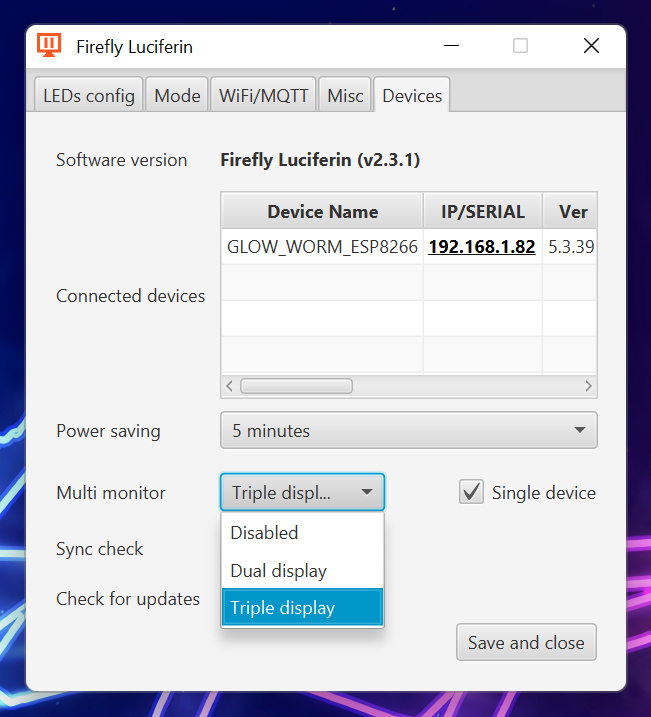 Firefly Luciferin
LEDs config Mode WiFi/MQTT Misc Devices
Software version Firefly Luciferin (v2.3.1)
Device Name IP/SERIAL Ver
GLOW_WORM_ESP8266 192.168.1.82 5.3.39
Connected devices
Power saving 5 minutes
Multi monitor Triple displ... Single device
Disabled
Sync check
Dual display
Check for updates
Triple display
Save and close